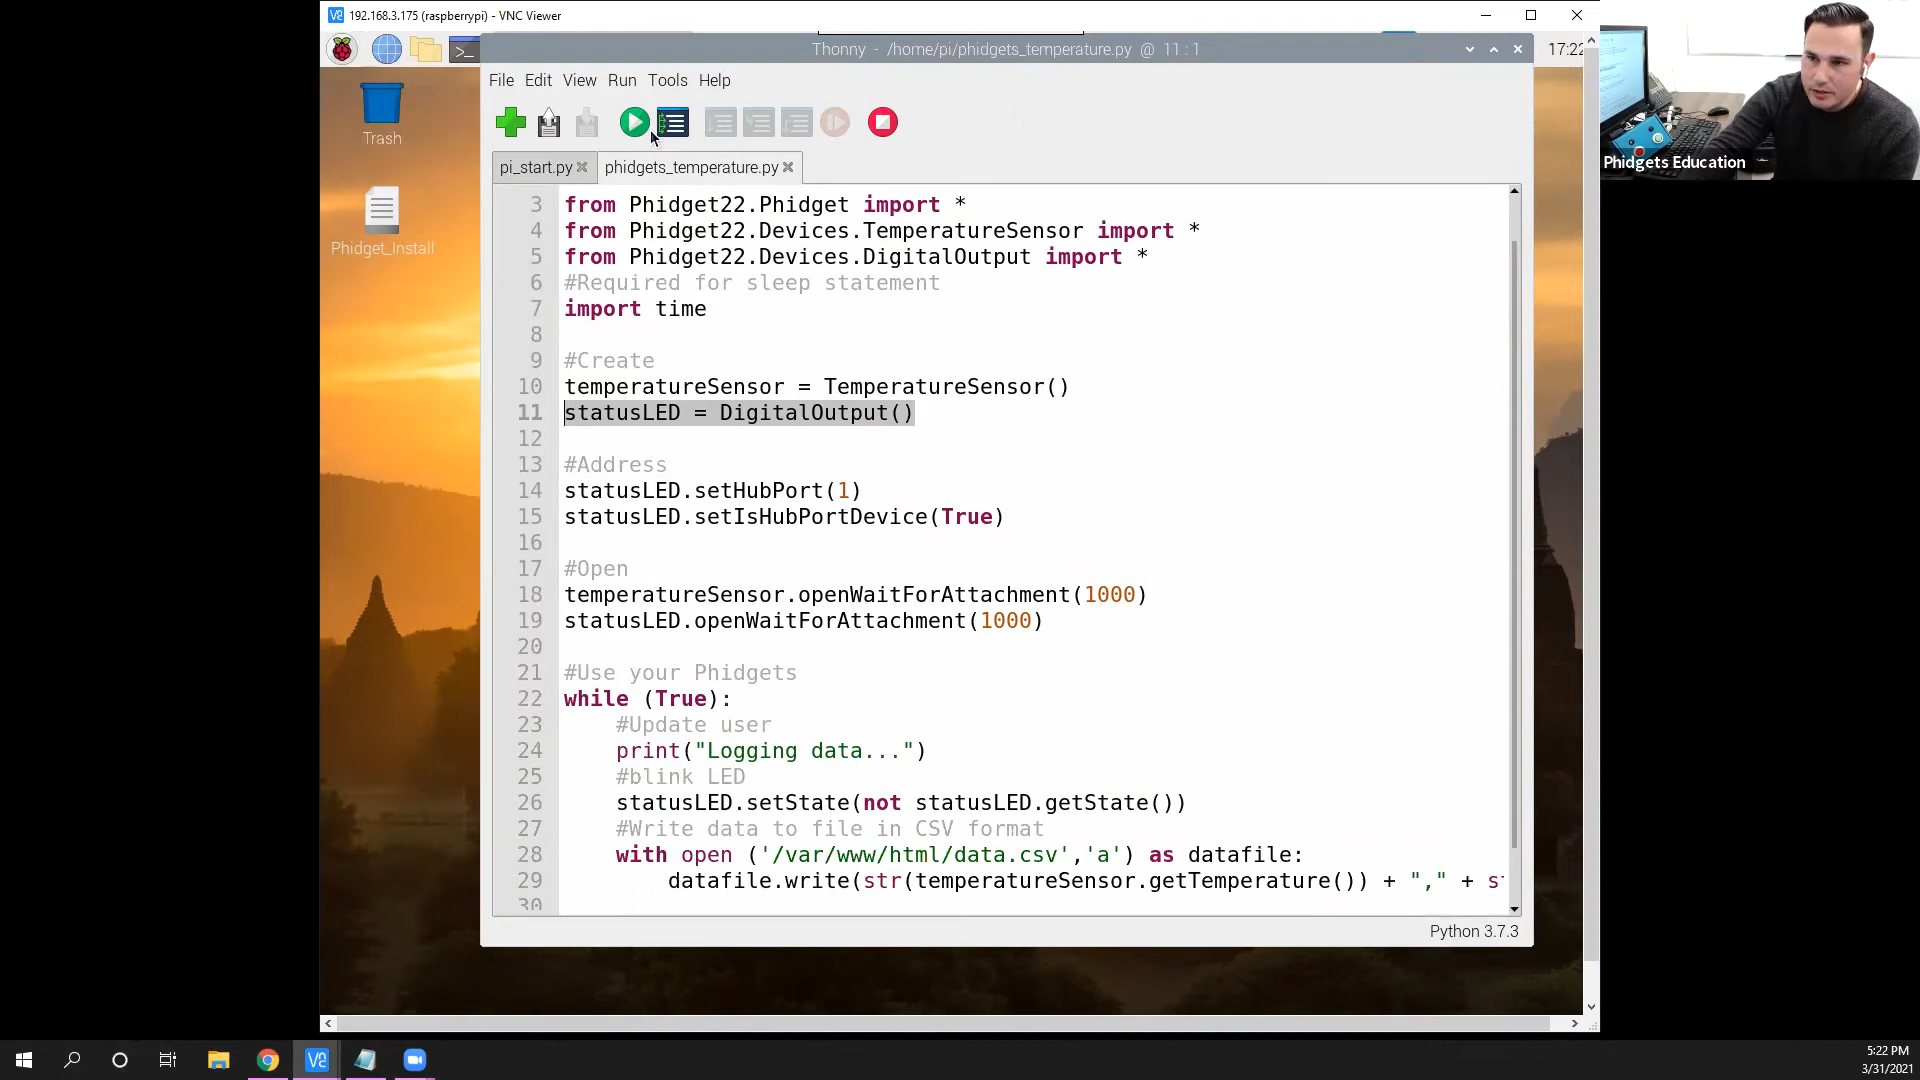 192.168.3.175 (raspberrypi) - VNC Viewer
Thonny - /home/pi/phidgets_temperature.py @ 11 : 1
17:22
File Edit View Run Tools Help
Trash
Phidget_Install
pi_start.py
phidgets_temperature.py
3 from Phidget22.Phidget import *
4 from Phidget22.Devices.TemperatureSensor import *
5 from Phidget22.Devices.DigitalOutput import *
6 #Required for sleep statement
7 import time
8
9 #Create
10 temperatureSensor = TemperatureSensor()
11 statusLED = DigitalOutput()
12
13 #Address
14 statusLED.setHubPort(1)
15 statusLED.setIsHubPortDevice(True)
16
17 #Open
18 temperatureSensor.openWaitForAttachment(1000)
19 statusLED.openWaitForAttachment(1000)
20
21 #Use your Phidgets
22 while (True):
23 #Update user
24 print("Logging data...")
25 #blink LED
26 statusLED.setState(not statusLED.getState())
27 #Write data to file in CSV format
28 with open ('/var/www/html/data.csv','a') as datafile:
29 datafile.write(str(temperatureSensor.getTemperature()) + "," +
30
Python 3.7.3
Phidgets Education
5:22 PM
3/31/2021